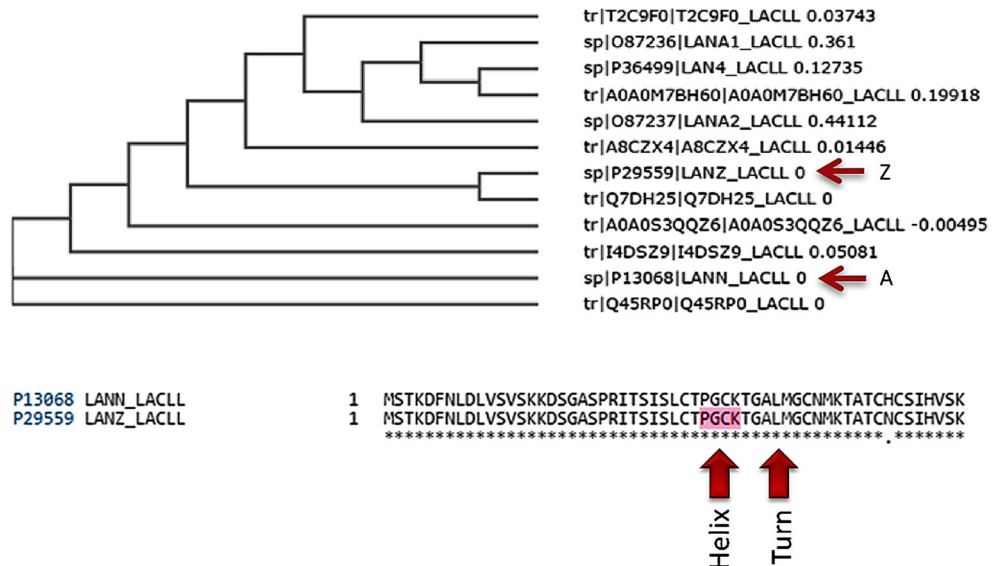 tr|T2C9F0|T2C9F0_LACLL 0.03743
sp|O87236|LANA1_LACLL 0.361
sp|P36499|LAN4_LACLL 0.12735
tr|A0A0M7BH60|A0A0M7BH60_LACLL 0.19918
sp|O87237|LANA2_LACLL 0.44112
tr|A8CZX4|A8CZX4_LACLL 0.01446
sp|P29559|LANZ_LACLL 0 Z
tr|Q7DH25|Q7DH25_LACLL 0
tr|A0A0S3QQZ6|A0A0S3QQZ6_LACLL -0.00495
tr|I4DSZ9|I4DSZ9_LACLL 0.05081
sp|P13068|LANN_LACLL 0 A
tr|Q45RP0|Q45RP0_LACLL 0
P13068 LANN_LACLL 1 MSTKDFNLDLVSVSKKDSGASPRITSISLCTPGCKTGALMGCNMKTATCHCSIHVSK
P29559 LANZ_LACLL 1 MSTKDFNLDLVSVSKKDSGASPRITSISLCTPGCKTGALMGCNMKTATCNCSIHVSK
*************************************************.*******
Helix
Turn